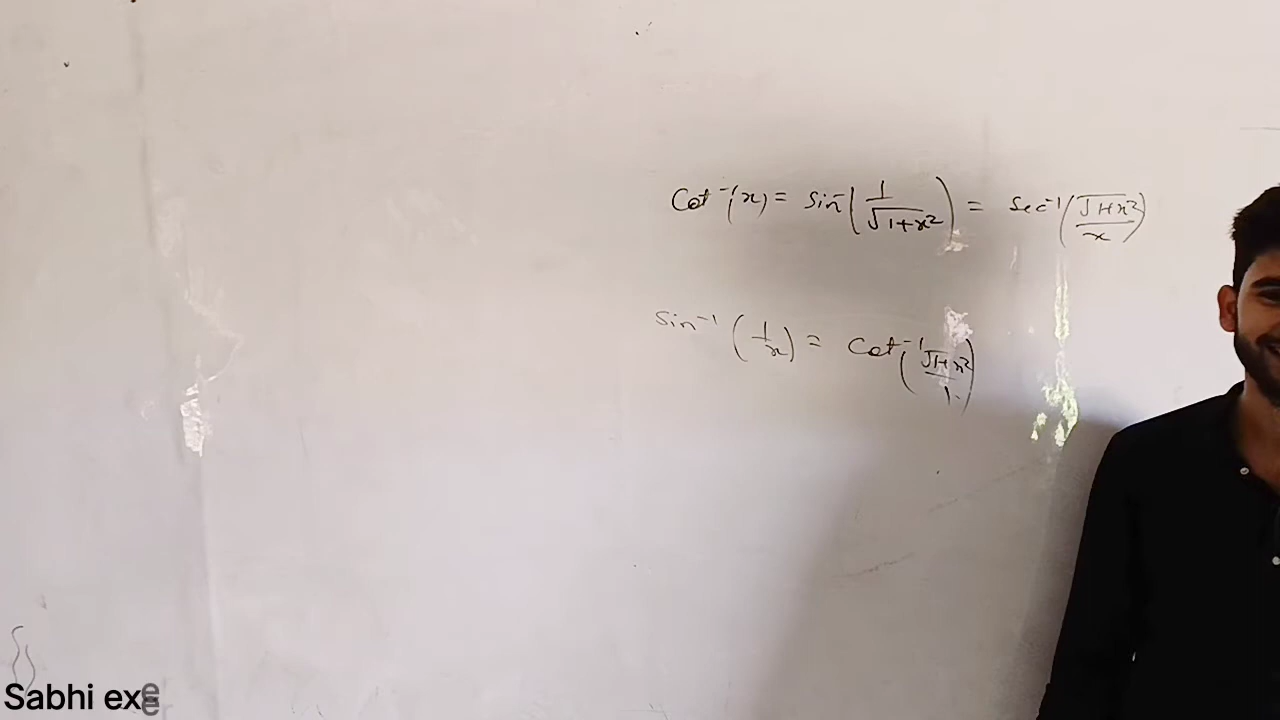 Cot⁻¹(x) = Sin⁻(1/√1+x²) = Sec⁻¹(√1+x²/x)
Sin⁻¹(1/x) = Cot⁻¹(√1+x²/1)
Sabhi exe